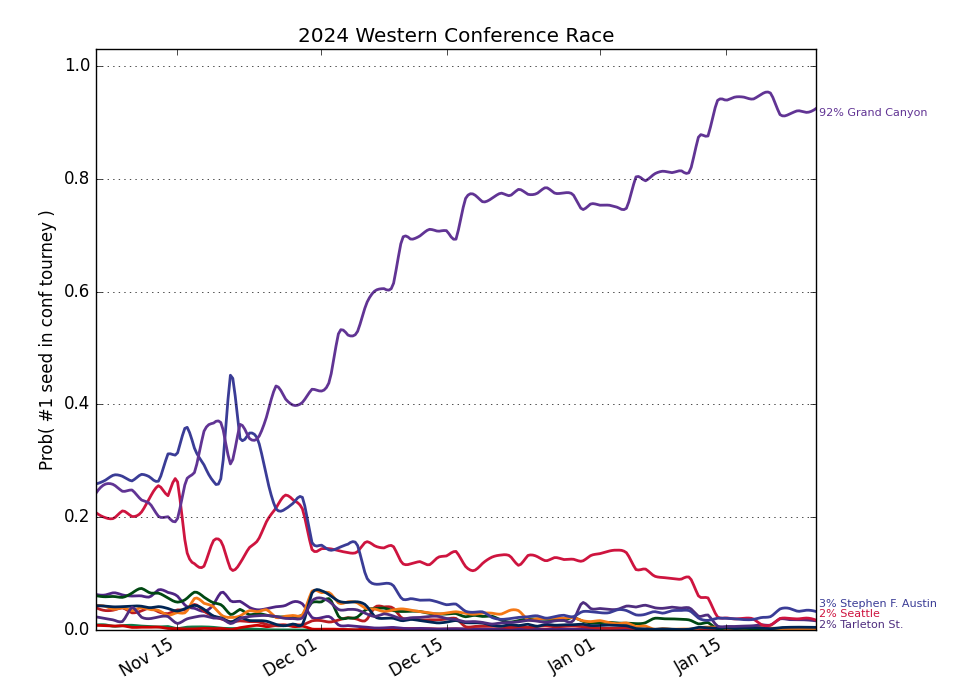 2024 Western Conference Race
Prob( #1 seed in conf tourney )
1.0
0.8
0.6
0.4
0.2
0.0
92% Grand Canyon
3% Stephen F. Austin
2% Seattle
2% Tarleton St.
Nov 15
Dec 01
Dec 15
Jan 01
Jan 15